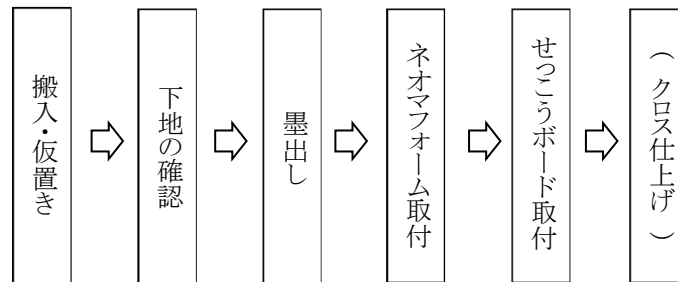 搬入・仮置き
下地の確認
墨出し
ネオマフォーム取付
せっこうボード取付
（クロス仕上げ）